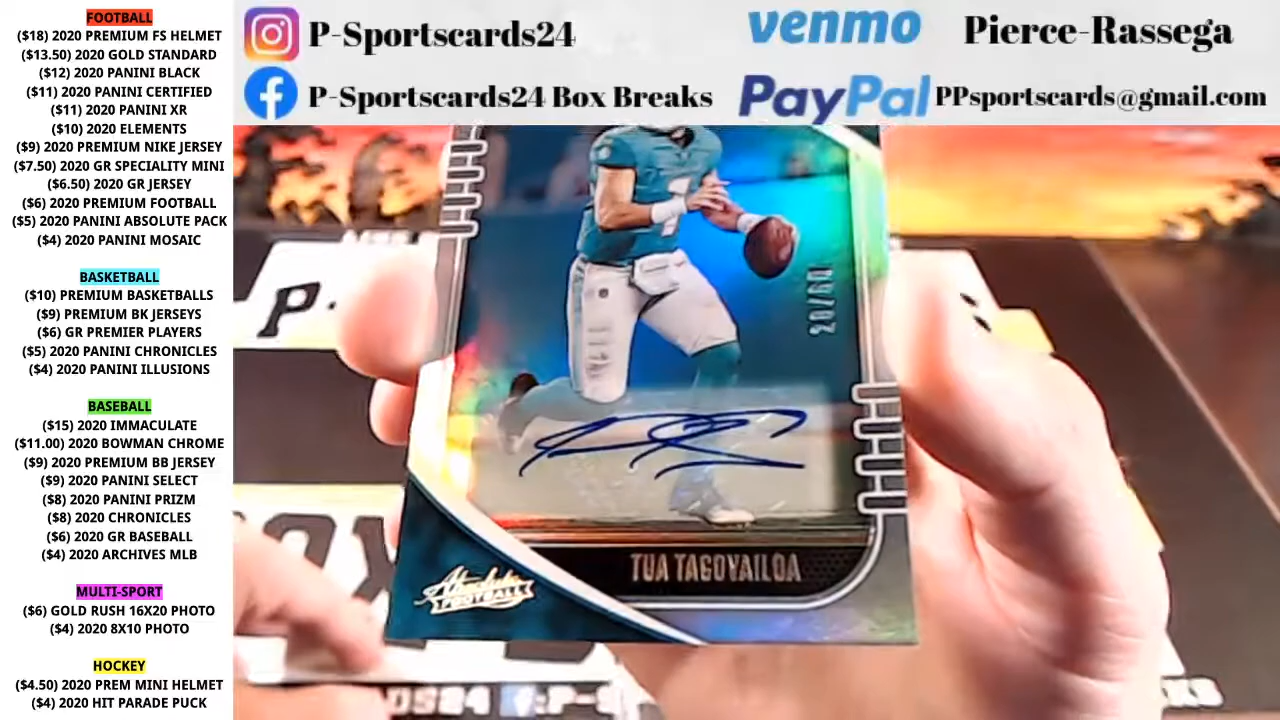 FOOTBALL
($18) 2020 PREMIUM FS HELMET
($13.50) 2020 GOLD STANDARD
($12) 2020 PANINI BLACK
($11) 2020 PANINI CERTIFIED
($11) 2020 PANINI XR
($10) 2020 ELEMENTS
($9) 2020 PREMIUM NIKE JERSEY
($7.50) 2020 GR SPECIALITY MINI
($6.50) 2020 GR JERSEY
($6) 2020 PREMIUM FOOTBALL
($5) 2020 PANINI ABSOLUTE PACK
($4) 2020 PANINI MOSAIC
BASKETBALL
($10) PREMIUM BASKETBALLS
($9) PREMIUM BK JERSEYS
($6) GR PREMIER PLAYERS
($5) 2020 PANINI CHRONICLES
($4) 2020 PANINI ILLUSIONS
BASEBALL
($15) 2020 IMMACULATE
($11.00) 2020 BOWMAN CHROME
($9) 2020 PREMIUM BB JERSEY
($9) 2020 PANINI SELECT
($8) 2020 PANINI PRIZM
($8) 2020 CHRONICLES
($6) 2020 GR BASEBALL
($4) 2020 ARCHIVES MLB
MULTI-SPORT
($6) GOLD RUSH 16X20 PHOTO
($4) 2020 8X10 PHOTO
HOCKEY
($4.50) 2020 PREM MINI HELMET
($4) 2020 HIT PARADE PUCK
P-Sportscards24
P-Sportscards24 Box Breaks
venmo Pierce-Rassega
PayPal PPsportscards@gmail.com
TUA TAGOVAILOA
Absolute
FOOTBALL